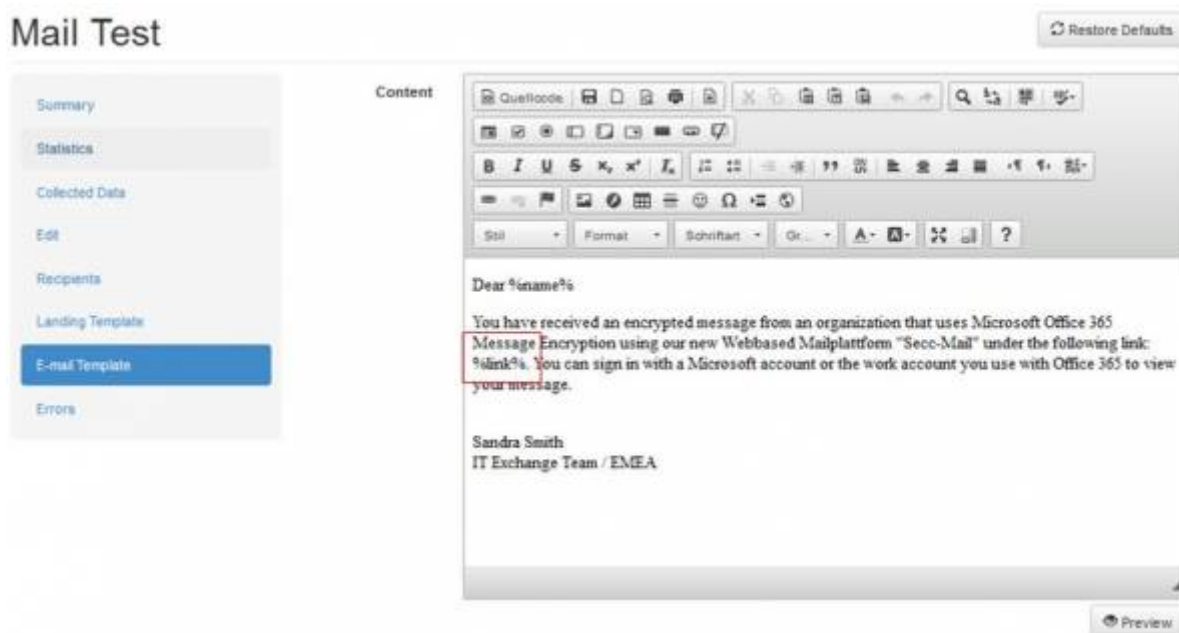 Mail Test
Restore Defaults
Summary
Statistics
Collected Data
Edit
Recipients
Landing Template
E-mail Template
Errors
Content
Quellcode
B I U S x, x² Ix
Stil
Format
Schriftart
Gr...
A A ?
Dear %name%
You have received an encrypted message from an organization that uses Microsoft Office 365
Message Encryption using our new Webbased Mailplattform "Secc-Mail" under the following link:
%link%. You can sign in with a Microsoft account or the work account you use with Office 365 to view
your message.
Sandra Smith
IT Exchange Team / EMEA
Preview